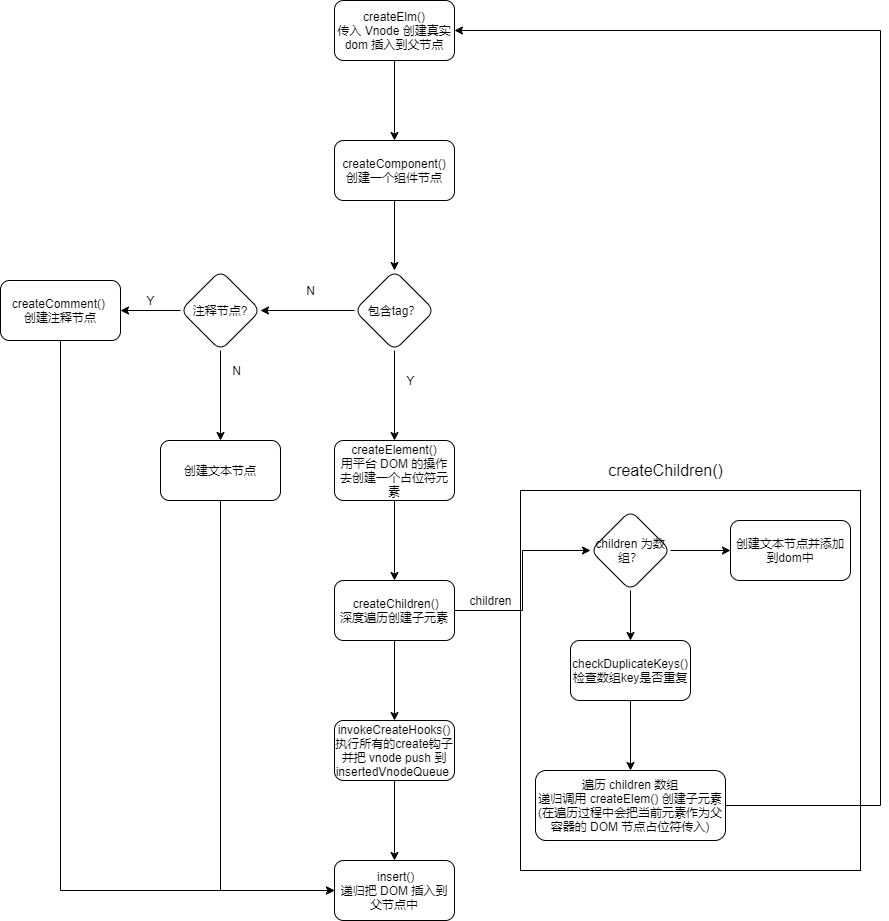 createElm()
传入 Vnode 创建真实
dom 插入到父节点
createComponent()
创建一个组件节点
包含tag?
N
注释节点?
Y
createComment()
创建注释节点
N
Y
创建文本节点
createElement()
用平台 DOM 的操作
去创建一个占位符元
素
createChildren()
深度遍历创建子元素
children
createChildren()
children 为数
组?
创建文本节点并添加
到dom中
checkDuplicateKeys()
检查数组key是否重复
遍历 children 数组
递归调用 createElem() 创建子元素
(在遍历过程中会把当前元素作为父
容器的 DOM 节点占位符传入)
invokeCreateHooks()
执行所有的create钩子
并把 vnode push 到
insertedVnodeQueue
insert()
递归把 DOM 插入到
父节点中